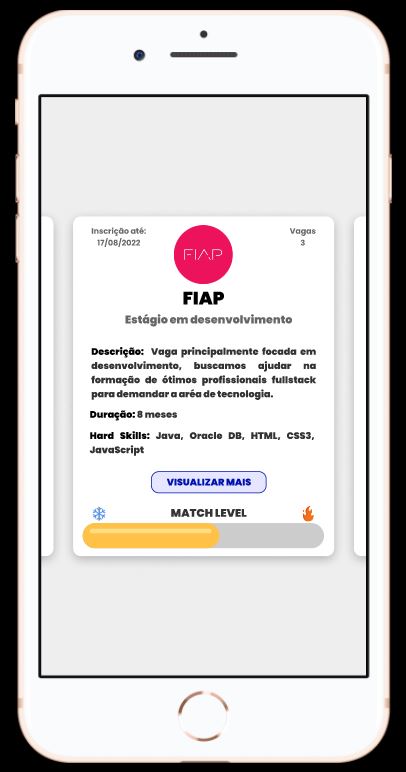 Inscrição até:
17/08/2022
Vagas
3
FIAP
FIAP
Estágio em desenvolvimento
Descrição: Vaga principalmente focada em
desenvolvimento, buscamos ajudar na
formação de ótimos profissionais fullstack
para demandar a aréa de tecnologia.
Duração: 8 meses
Hard Skills: Java, Oracle DB, HTML, CSS3,
JavaScript
VISUALIZAR MAIS
MATCH LEVEL